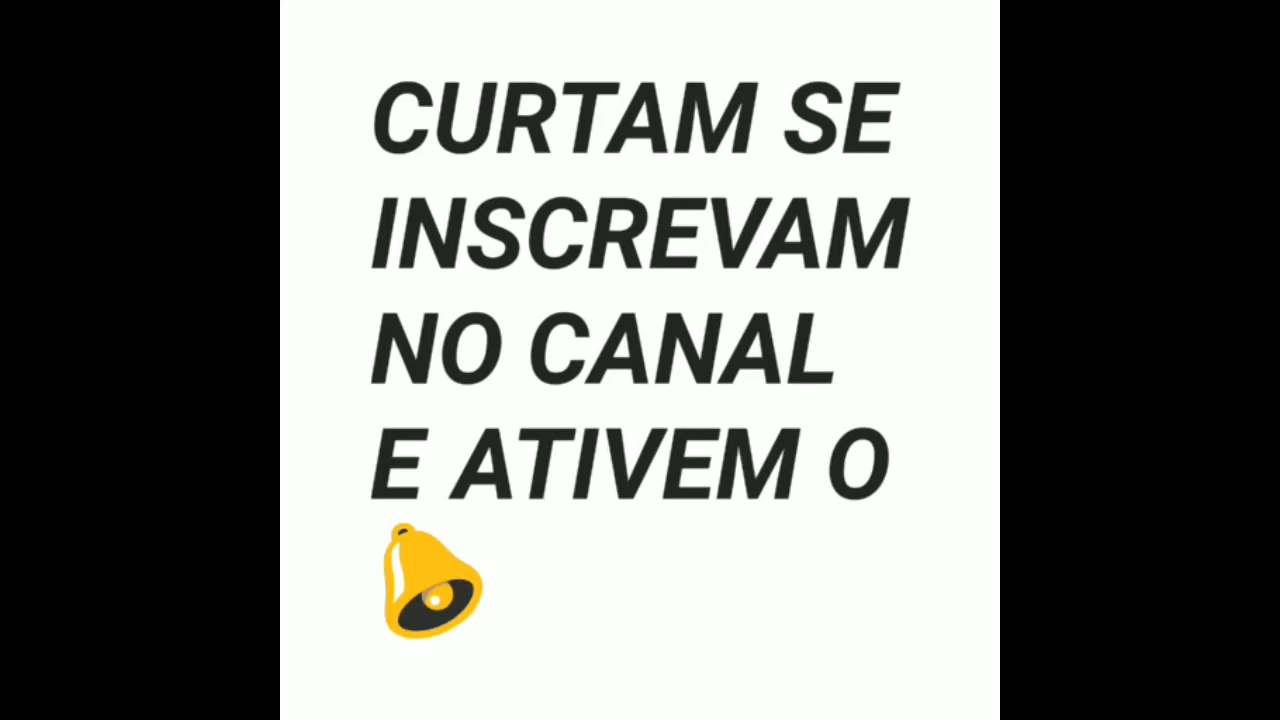 CURTAM SE
INSCREVAM
NO CANAL
E ATIVEM O
🔔